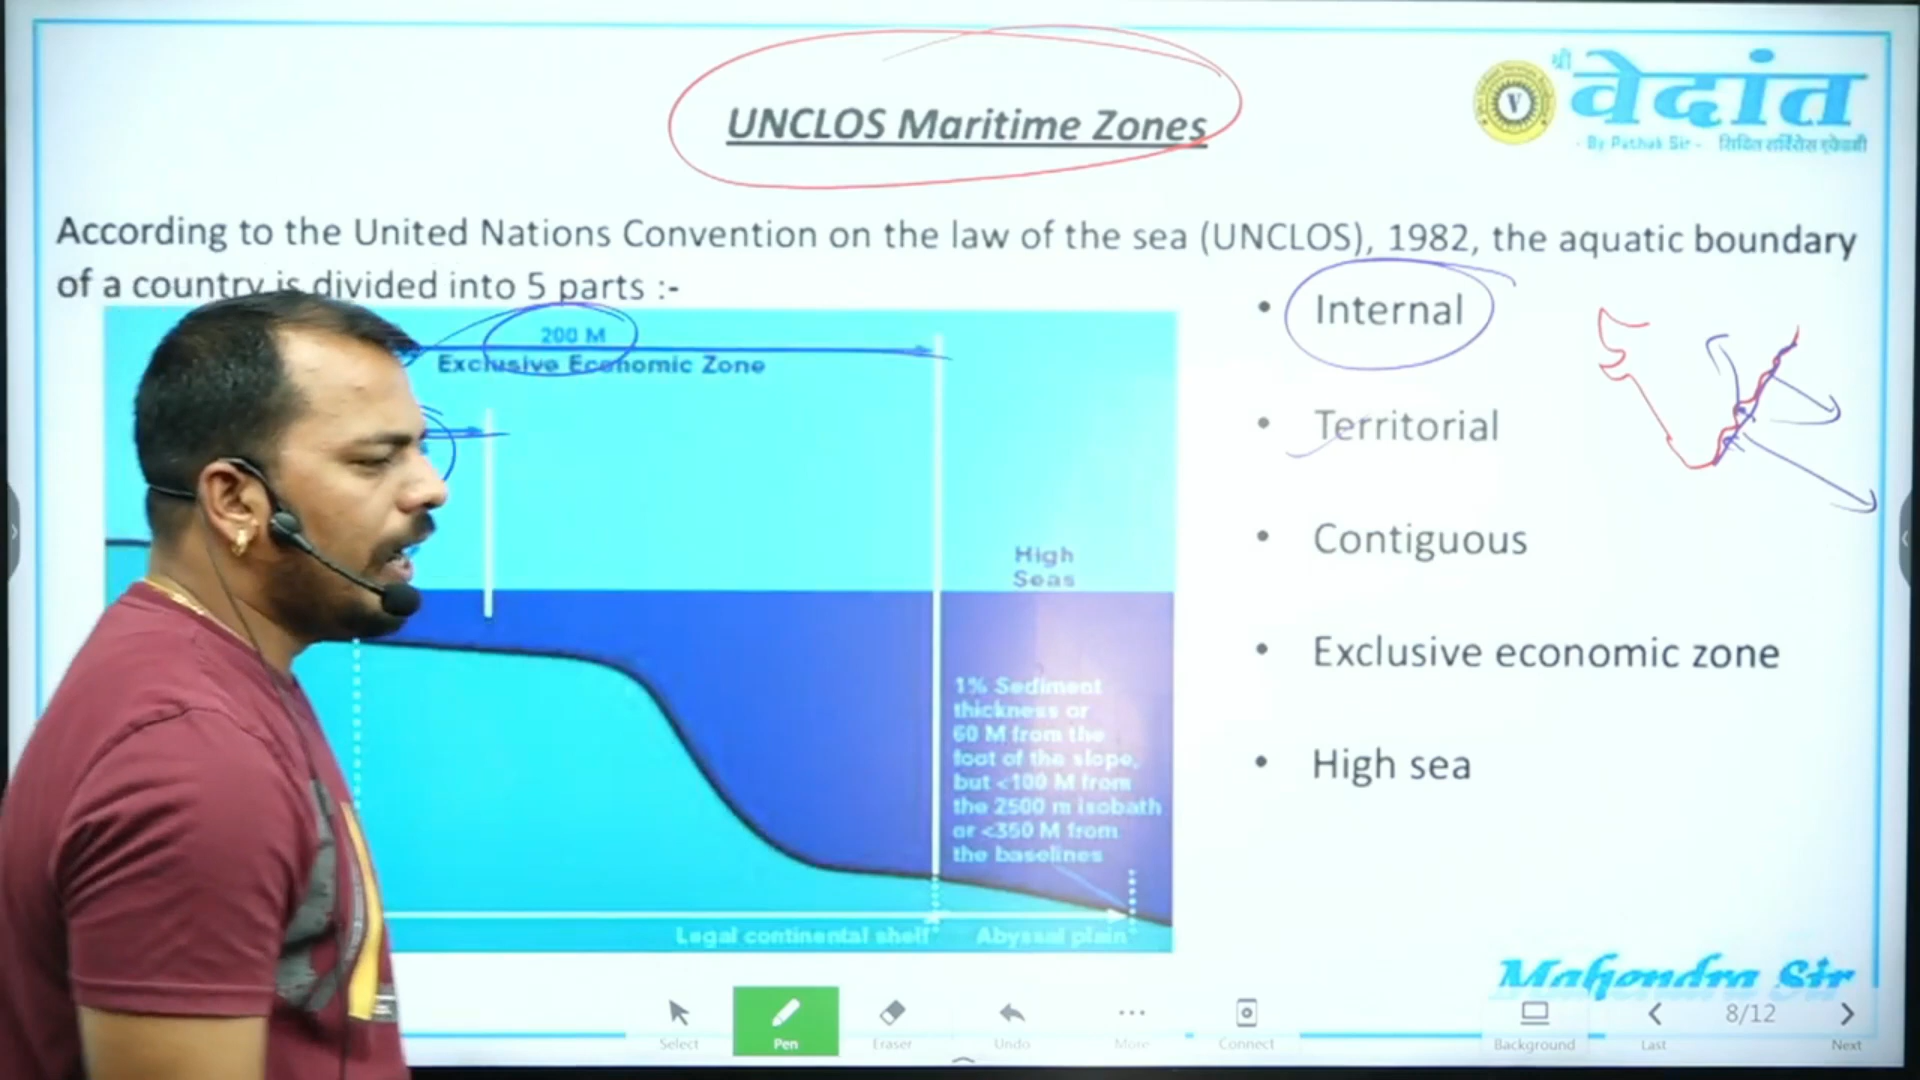 UNCLOS Maritime Zones
श्री
वेदांत
V
- By Pathak Sir - सिविल सर्विसेस एकेडमी
According to the United Nations Convention on the law of the sea (UNCLOS), 1982, the aquatic boundary
of a country is divided into 5 parts :-
200 M
Exclusive Economic Zone
High
Seas
1% Sediment
thickness or
60 M from the
foot of the slope,
but <100 M from
the 2500 m isobath
or <350 M from
the baselines
Legal continental shelf
Abyssal plain
• Internal
• Territorial
• Contiguous
• Exclusive economic zone
• High sea
Mahendra Sir
Select
Pen
Eraser
Undo
More
Connect
Background
Last
8/12
Next